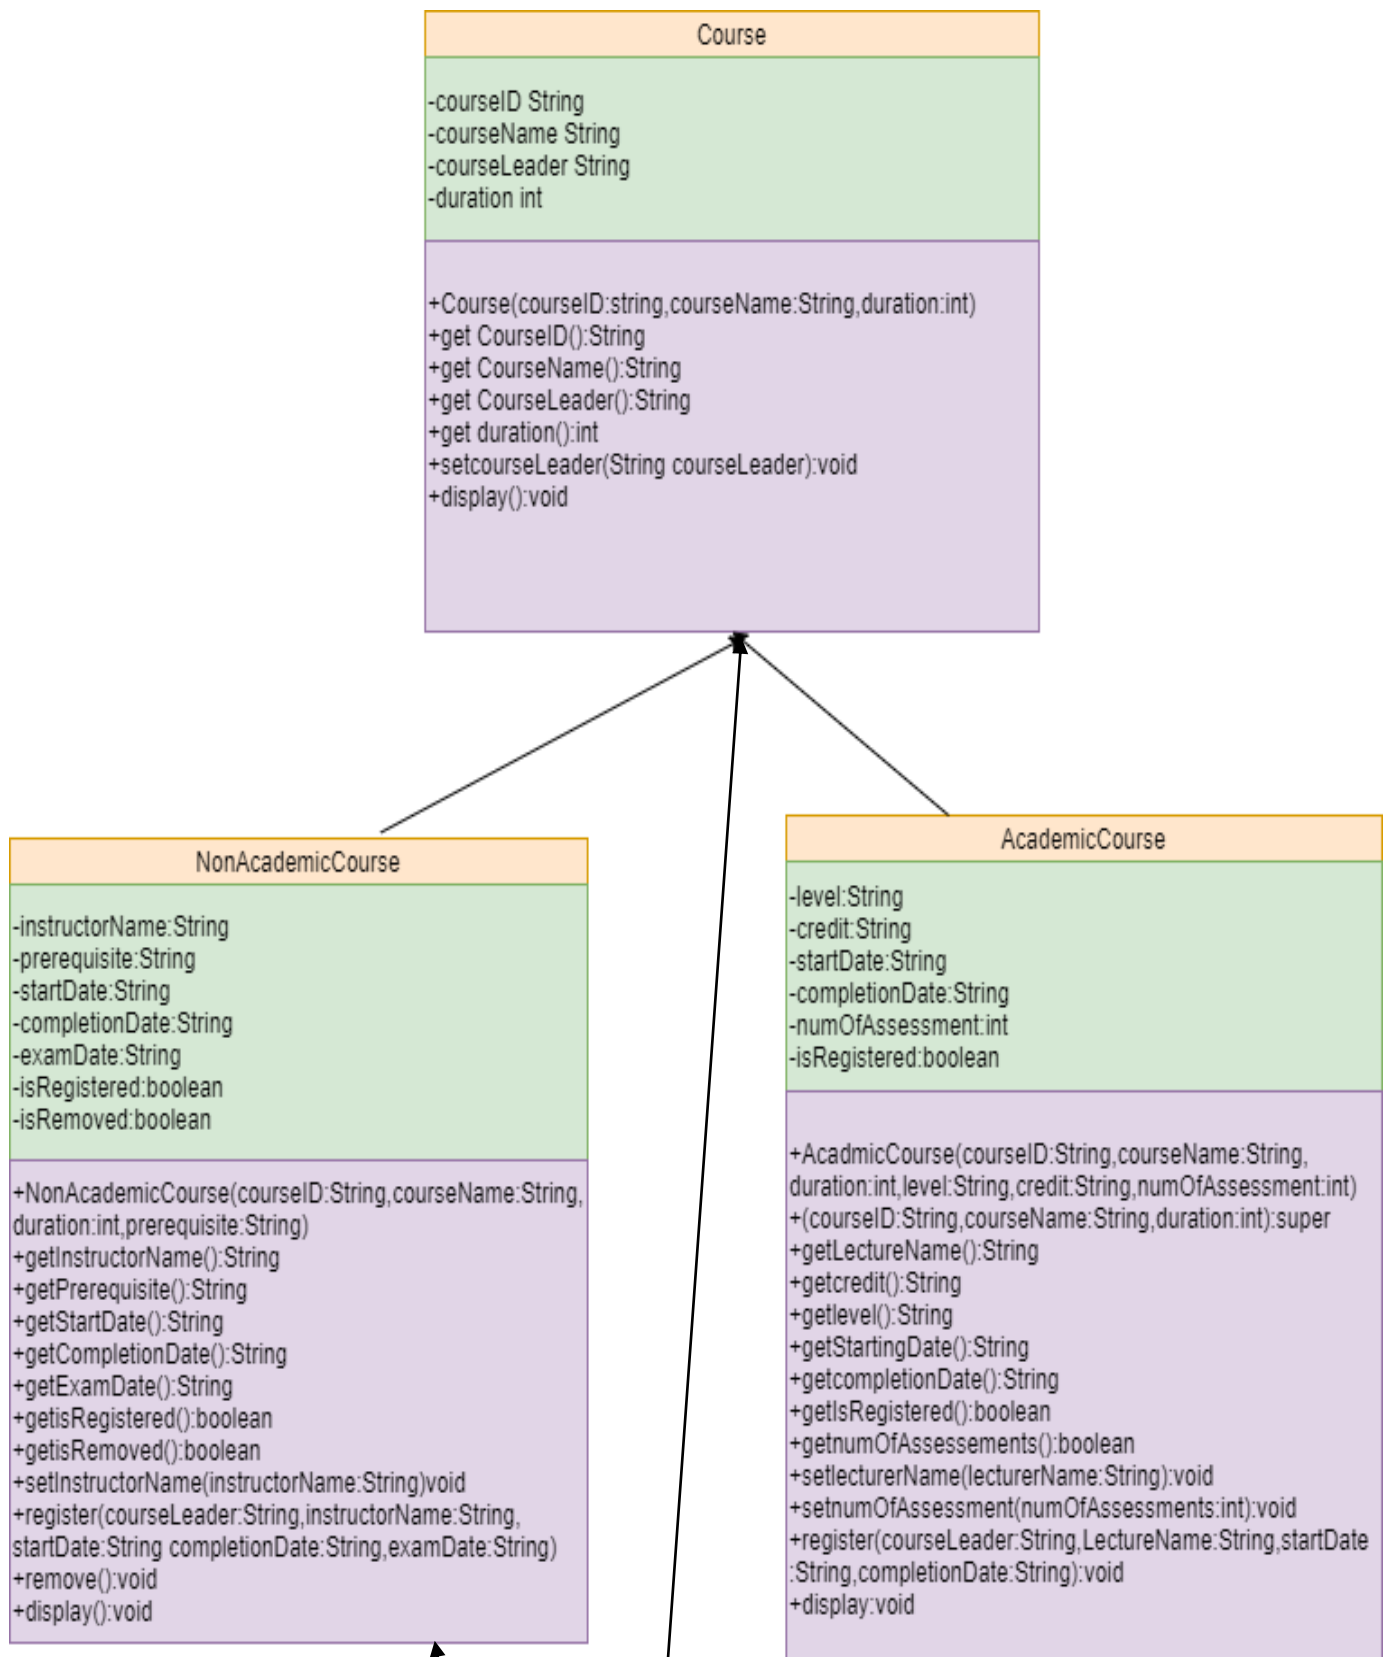 Course
-courseID String
-courseName String
-courseLeader String
-duration int
+Course(courseID:string,courseName:String,duration:int)
+get CourseID():String
+get CourseName():String
+get CourseLeader():String
+get duration():int
+setcourseLeader(String courseLeader):void
+display():void
NonAcademicCourse
-instructorName:String
-prerequisite:String
-startDate:String
-completionDate:String
-examDate:String
-isRegistered:boolean
-isRemoved:boolean
+NonAcademicCourse(courseID:String,courseName:String,
duration:int,prerequisite:String)
+getInstructorName():String
+getPrerequisite():String
+getStartDate():String
+getCompletionDate():String
+getExamDate():String
+getisRegistered():boolean
+getisRemoved():boolean
+setInstructorName(instructorName:String)void
+register(courseLeader:String,instructorName:String,
startDate:String completionDate:String,examDate:String)
+remove():void
+display():void
AcademicCourse
-level:String
-credit:String
-startDate:String
-completionDate:String
-numOfAssessment:int
-isRegistered:boolean
+AcadmicCourse(courseID:String,courseName:String,
duration:int,level:String,credit:String,numOfAssessment:int)
+(courseID:String,courseName:String,duration:int):super
+getLectureName():String
+getcredit():String
+getlevel():String
+getStartingDate():String
+getcompletionDate():String
+getIsRegistered():boolean
+getnumOfAssessements():boolean
+setlecturerName(lecturerName:String):void
+setnumOfAssessment(numOfAssessments:int):void
+register(courseLeader:String,LectureName:String,startDate
:String,completionDate:String):void
+display:void